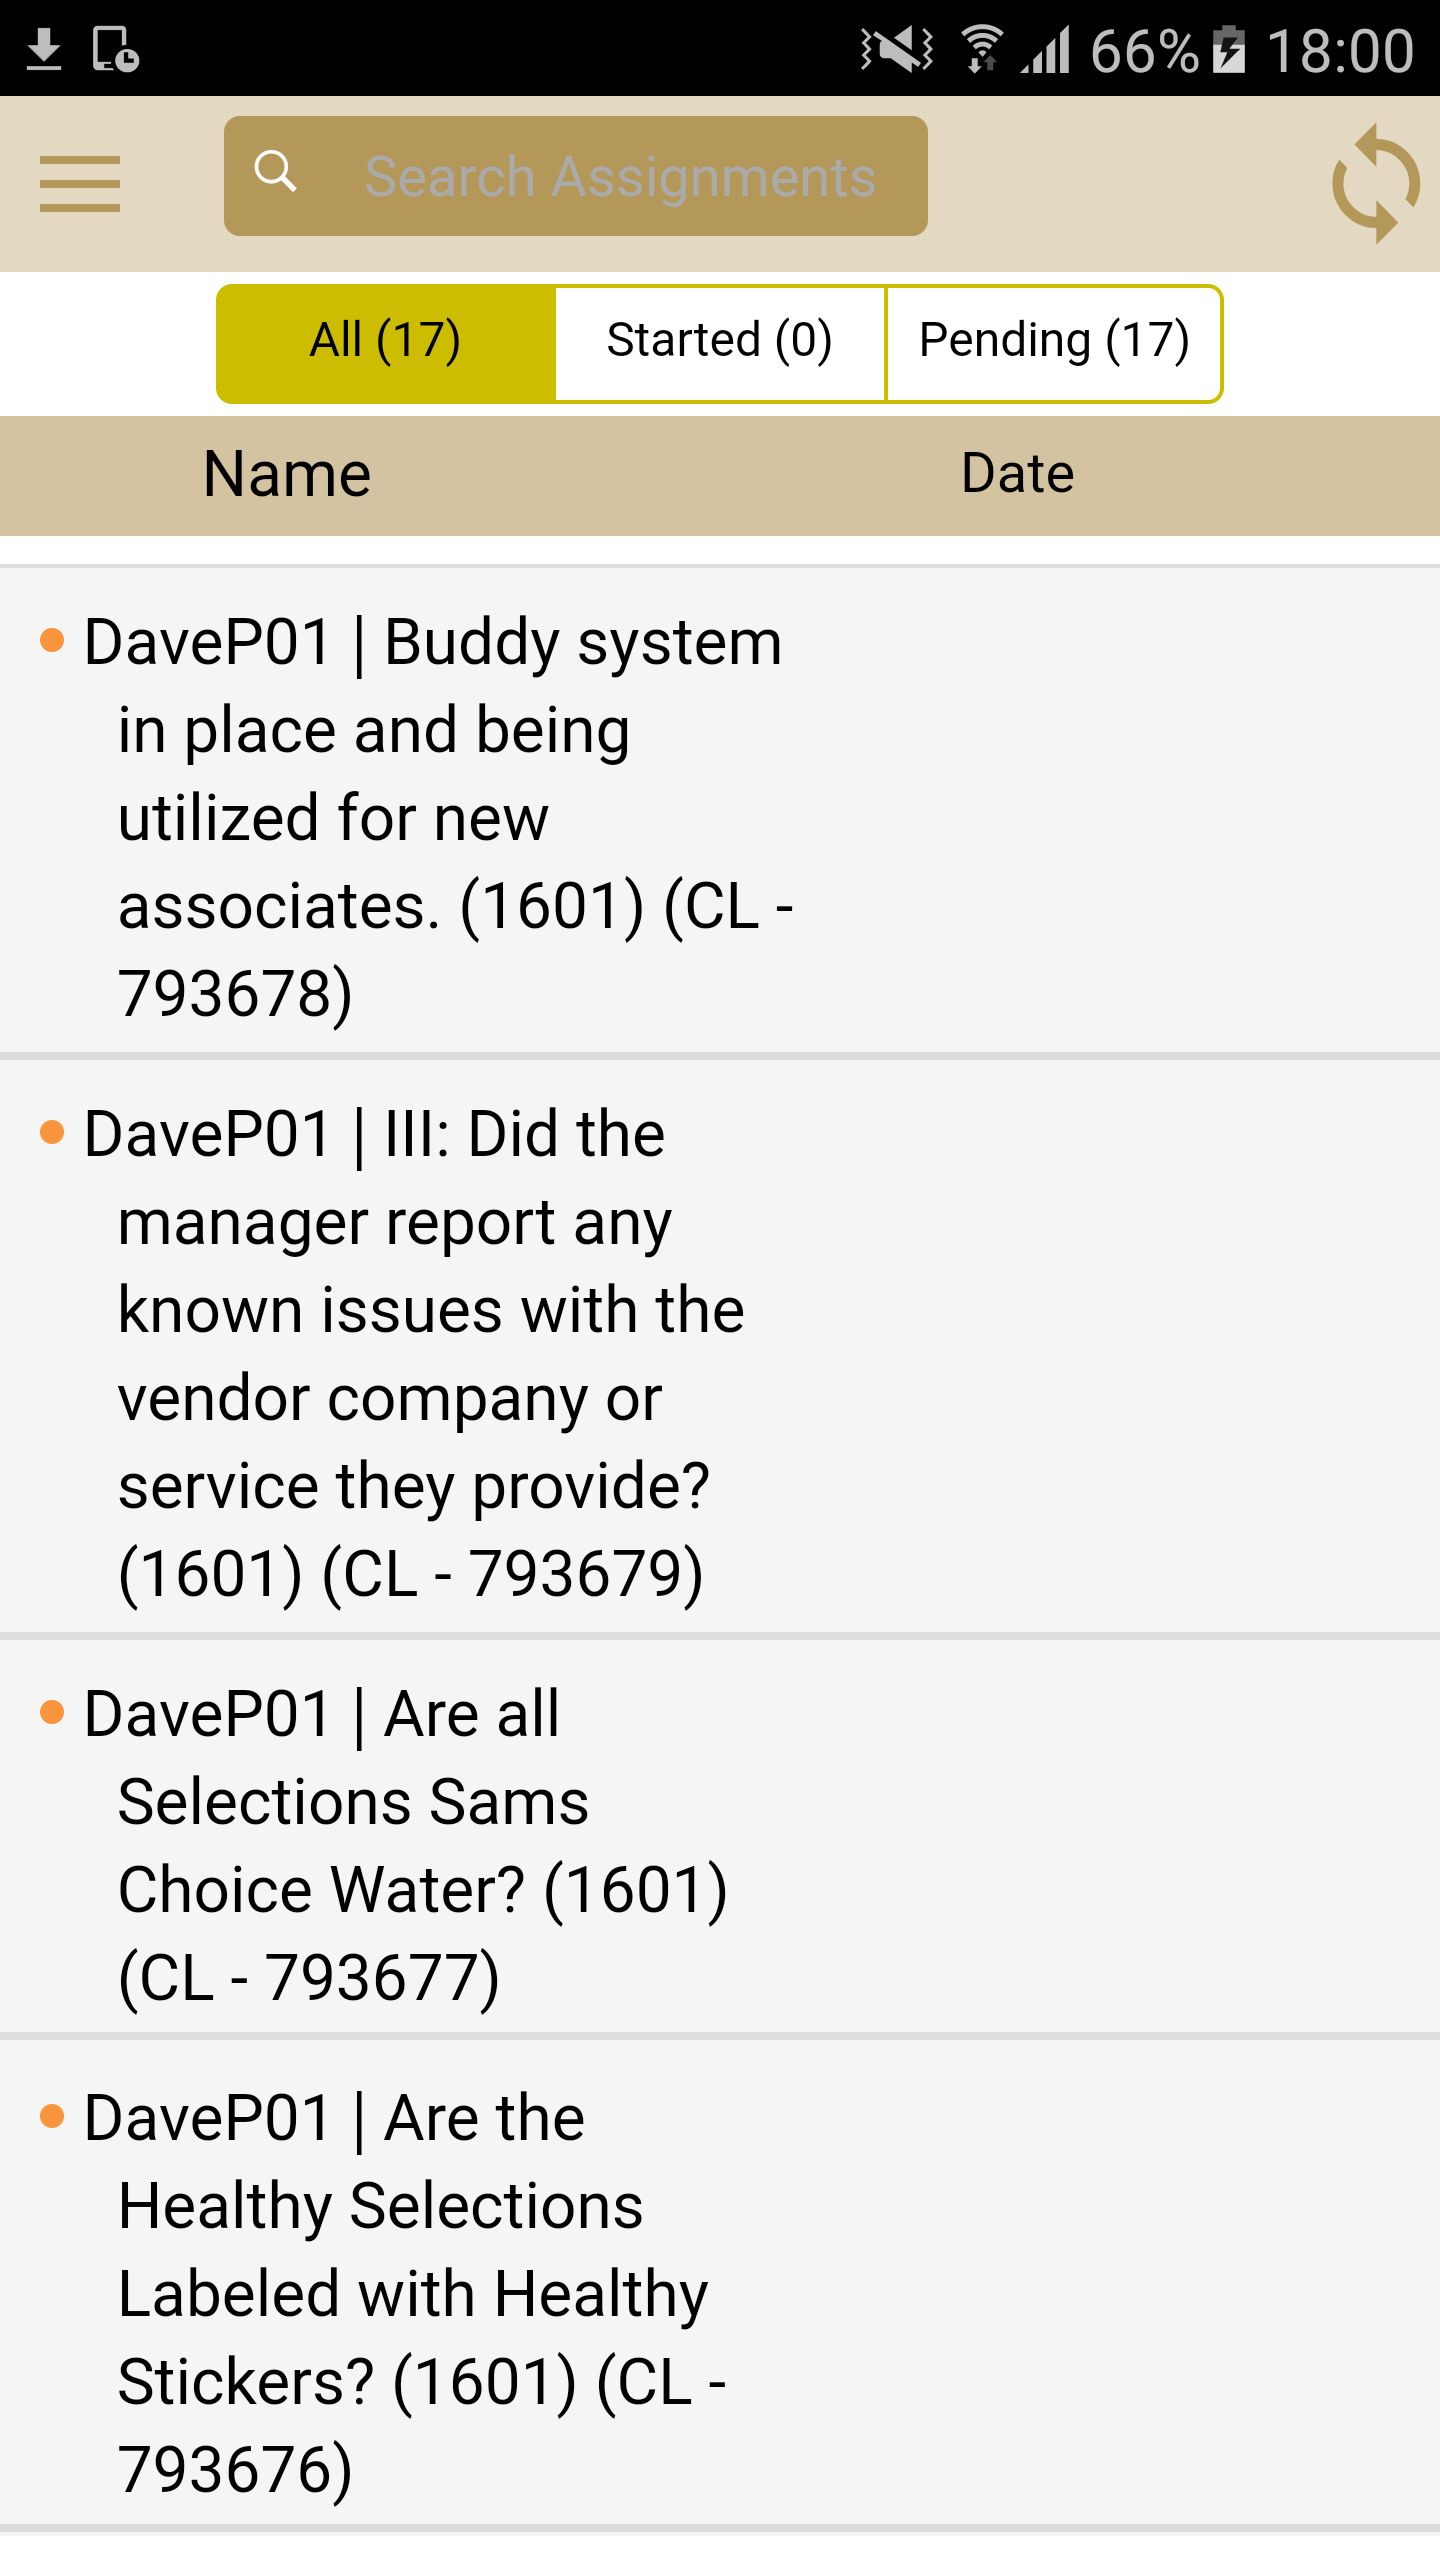 66% 18:00
Search Assignments
All (17) Started (0) Pending (17)
Name Date
DaveP01 | Buddy system
in place and being
utilized for new
associates. (1601) (CL -
793678)
DaveP01 | III: Did the
manager report any
known issues with the
vendor company or
service they provide?
(1601) (CL - 793679)
DaveP01 | Are all
Selections Sams
Choice Water? (1601)
(CL - 793677)
DaveP01 | Are the
Healthy Selections
Labeled with Healthy
Stickers? (1601) (CL -
793676)